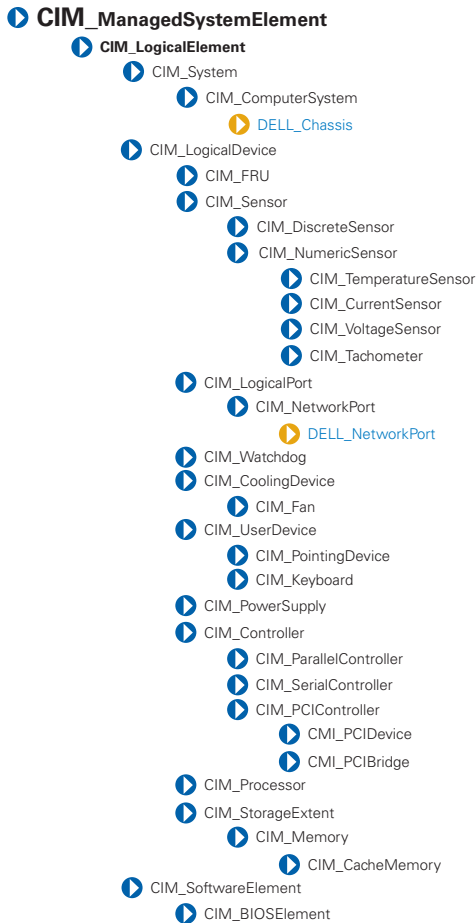 CIM_ManagedSystemElement
CIM_LogicalElement
CIM_System
CIM_ComputerSystem
DELL_Chassis
CIM_LogicalDevice
CIM_FRU
CIM_Sensor
CIM_DiscreteSensor
CIM_NumericSensor
CIM_TemperatureSensor
CIM_CurrentSensor
CIM_VoltageSensor
CIM_Tachometer
CIM_LogicalPort
CIM_NetworkPort
DELL_NetworkPort
CIM_Watchdog
CIM_CoolingDevice
CIM_Fan
CIM_UserDevice
CIM_PointingDevice
CIM_Keyboard
CIM_PowerSupply
CIM_Controller
CIM_ParallelController
CIM_SerialController
CIM_PCIController
CMI_PCIDevice
CMI_PCIBridge
CIM_Processor
CIM_StorageExtent
CIM_Memory
CIM_CacheMemory
CIM_SoftwareElement
CIM_BIOSElement